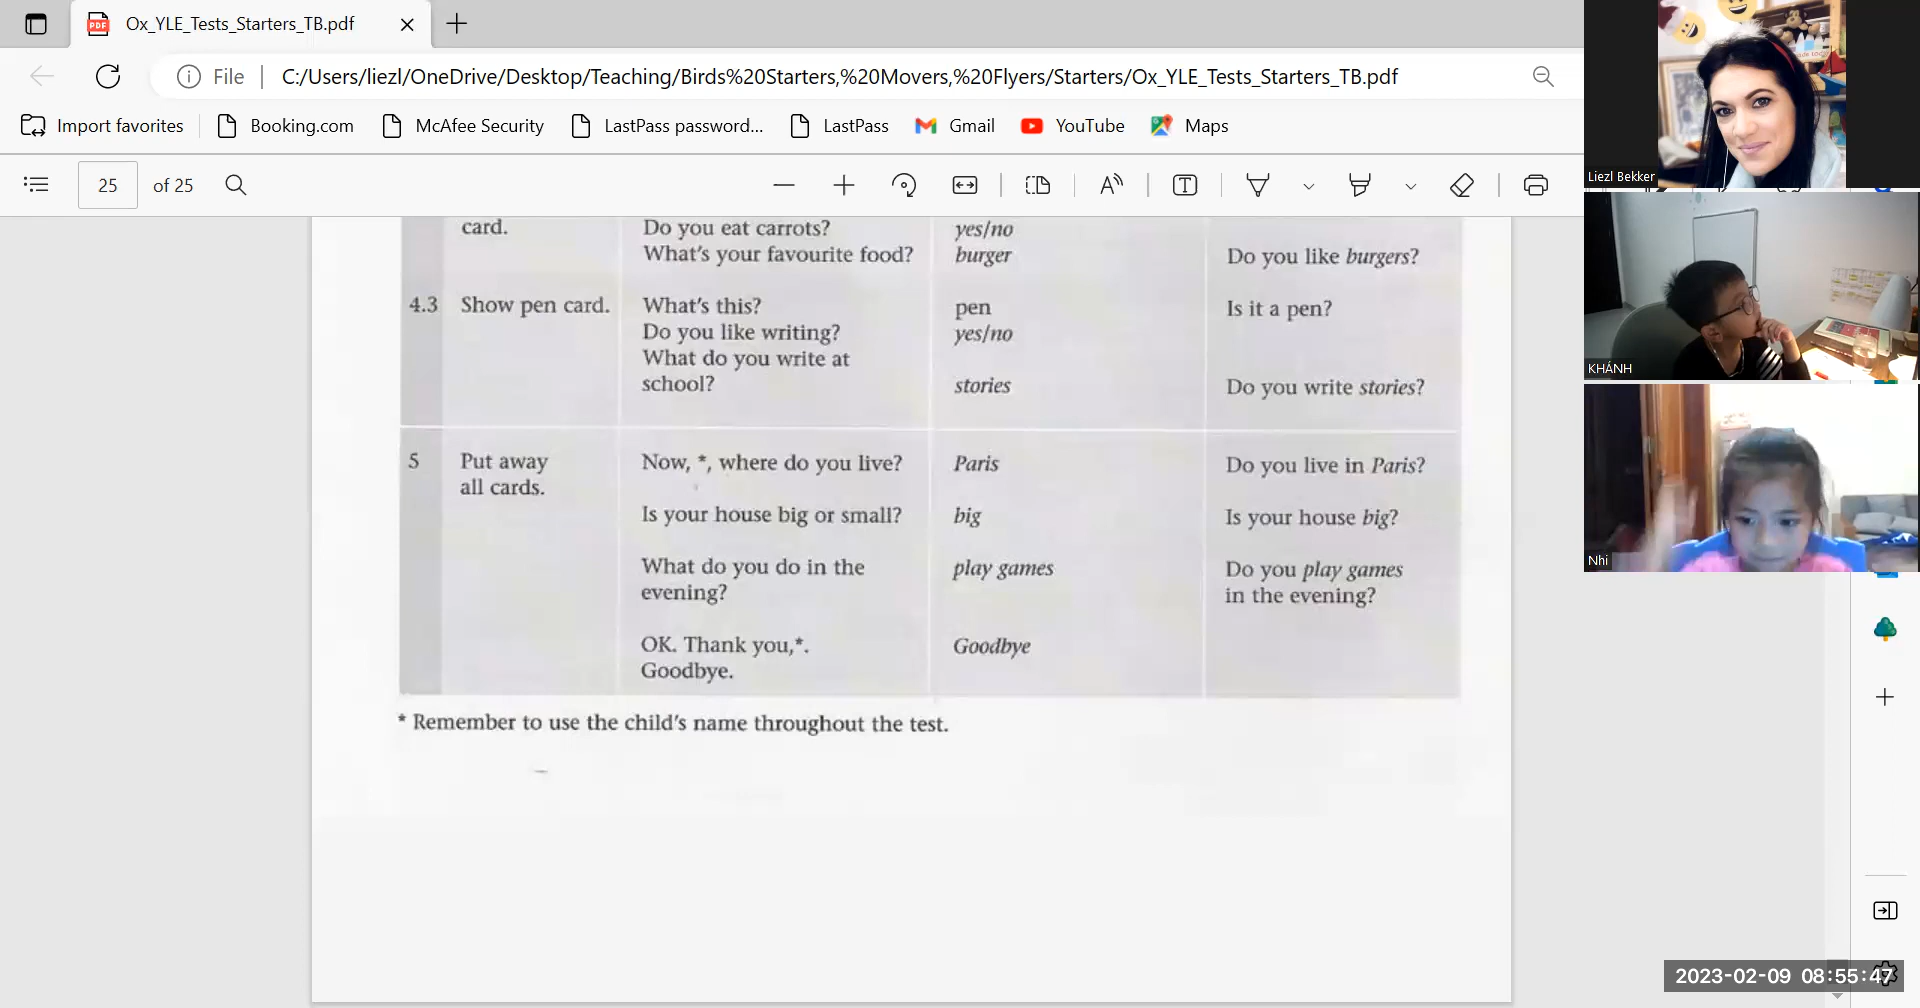 Ox_YLE_Tests_Starters_TB.pdf
File
C:/Users/liezl/OneDrive/Desktop/Teaching/Birds%20Starters,%20Movers,%20Flyers/Starters/Ox_YLE_Tests_Starters_TB.pdf
Import favorites
Booking.com
McAfee Security
LastPass password...
LastPass
Gmail
YouTube
Maps
25 of 25
card.
Do you eat carrots?
yes/no
What's your favourite food?
burger
Do you like burgers?
4.3
Show pen card.
What's this?
pen
Is it a pen?
Do you like writing?
yes/no
What do you write at
school?
stories
Do you write stories?
5
Put away
all cards.
Now, *, where do you live?
Paris
Do you live in Paris?
Is your house big or small?
big
Is your house big?
What do you do in the
evening?
play games
Do you play games
in the evening?
OK. Thank you,*.
Goodbye.
Goodbye
* Remember to use the child's name throughout the test.
Liezl Bekker
KHÁNH
Nhi
2023-02-09 08:55:47